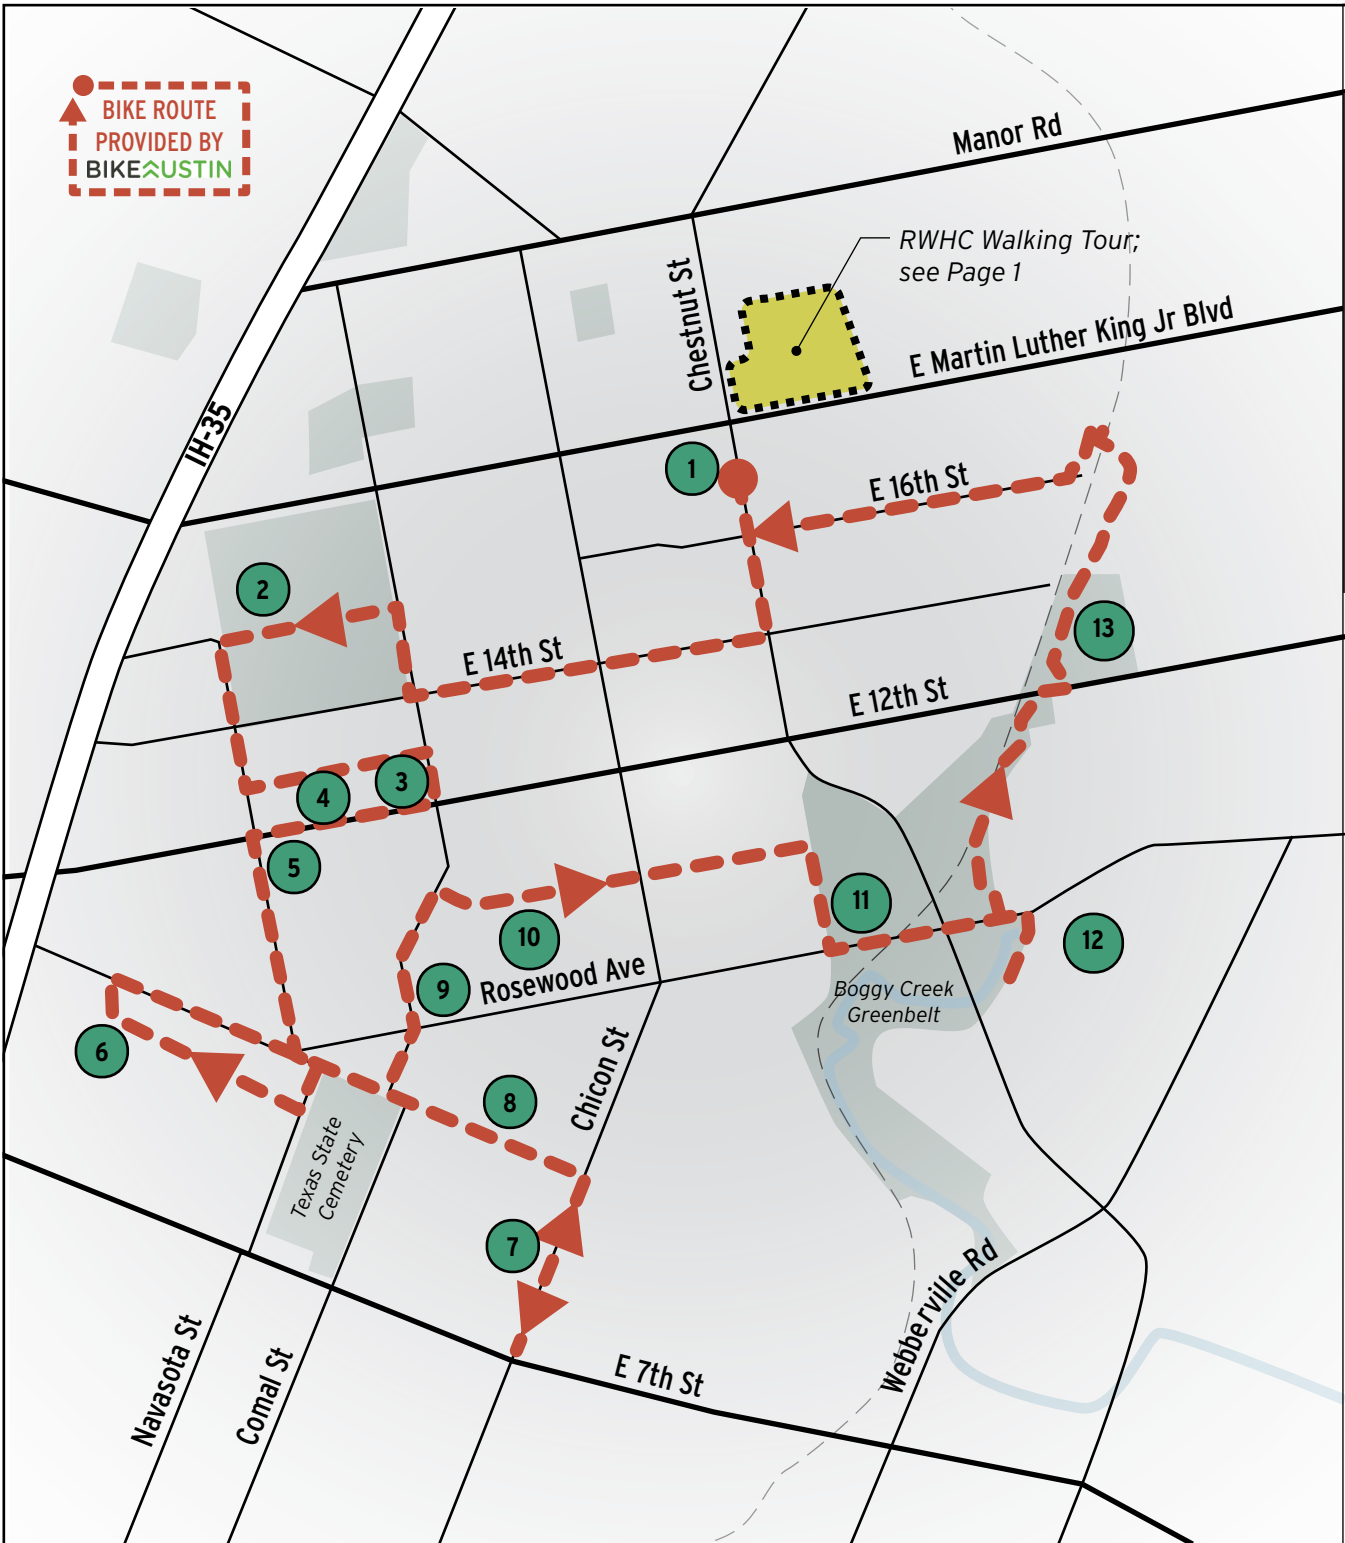 BIKE ROUTE
PROVIDED BY
BIKE AUSTIN
Manor Rd
RWHC Walking Tour;
see Page 1
Chestnut St
E Martin Luther King Jr Blvd
IH-35
1
E 16th St
2
13
E 14th St
E 12th St
3
4
5
11
10
12
9
Rosewood Ave
Boggy Creek
Greenbelt
6
Chicon St
8
Texas State
Cemetery
7
Webberville Rd
Navasota St
Comal St
E 7th St